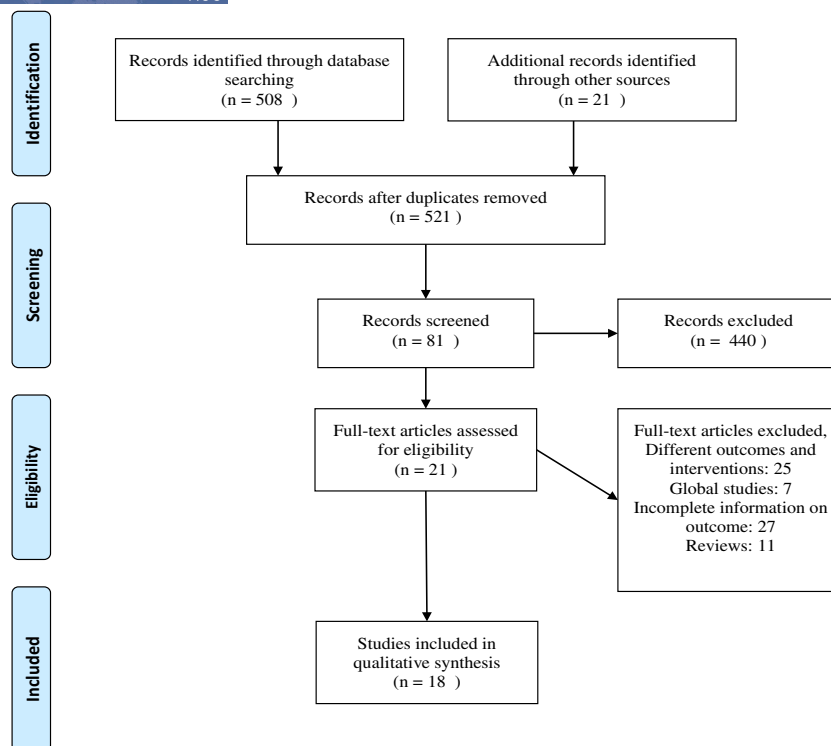 Identification
Records identified through database
searching
(n = 508 )
Additional records identified
through other sources
(n = 21 )
Records after duplicates removed
(n = 521 )
Screening
Records screened
(n = 81 )
Records excluded
(n = 440 )
Eligibility
Full-text articles assessed
for eligibility
(n = 21 )
Full-text articles excluded,
Different outcomes and
interventions: 25
Global studies: 7
Incomplete information on
outcome: 27
Reviews: 11
Included
Studies included in
qualitative synthesis
(n = 18 )